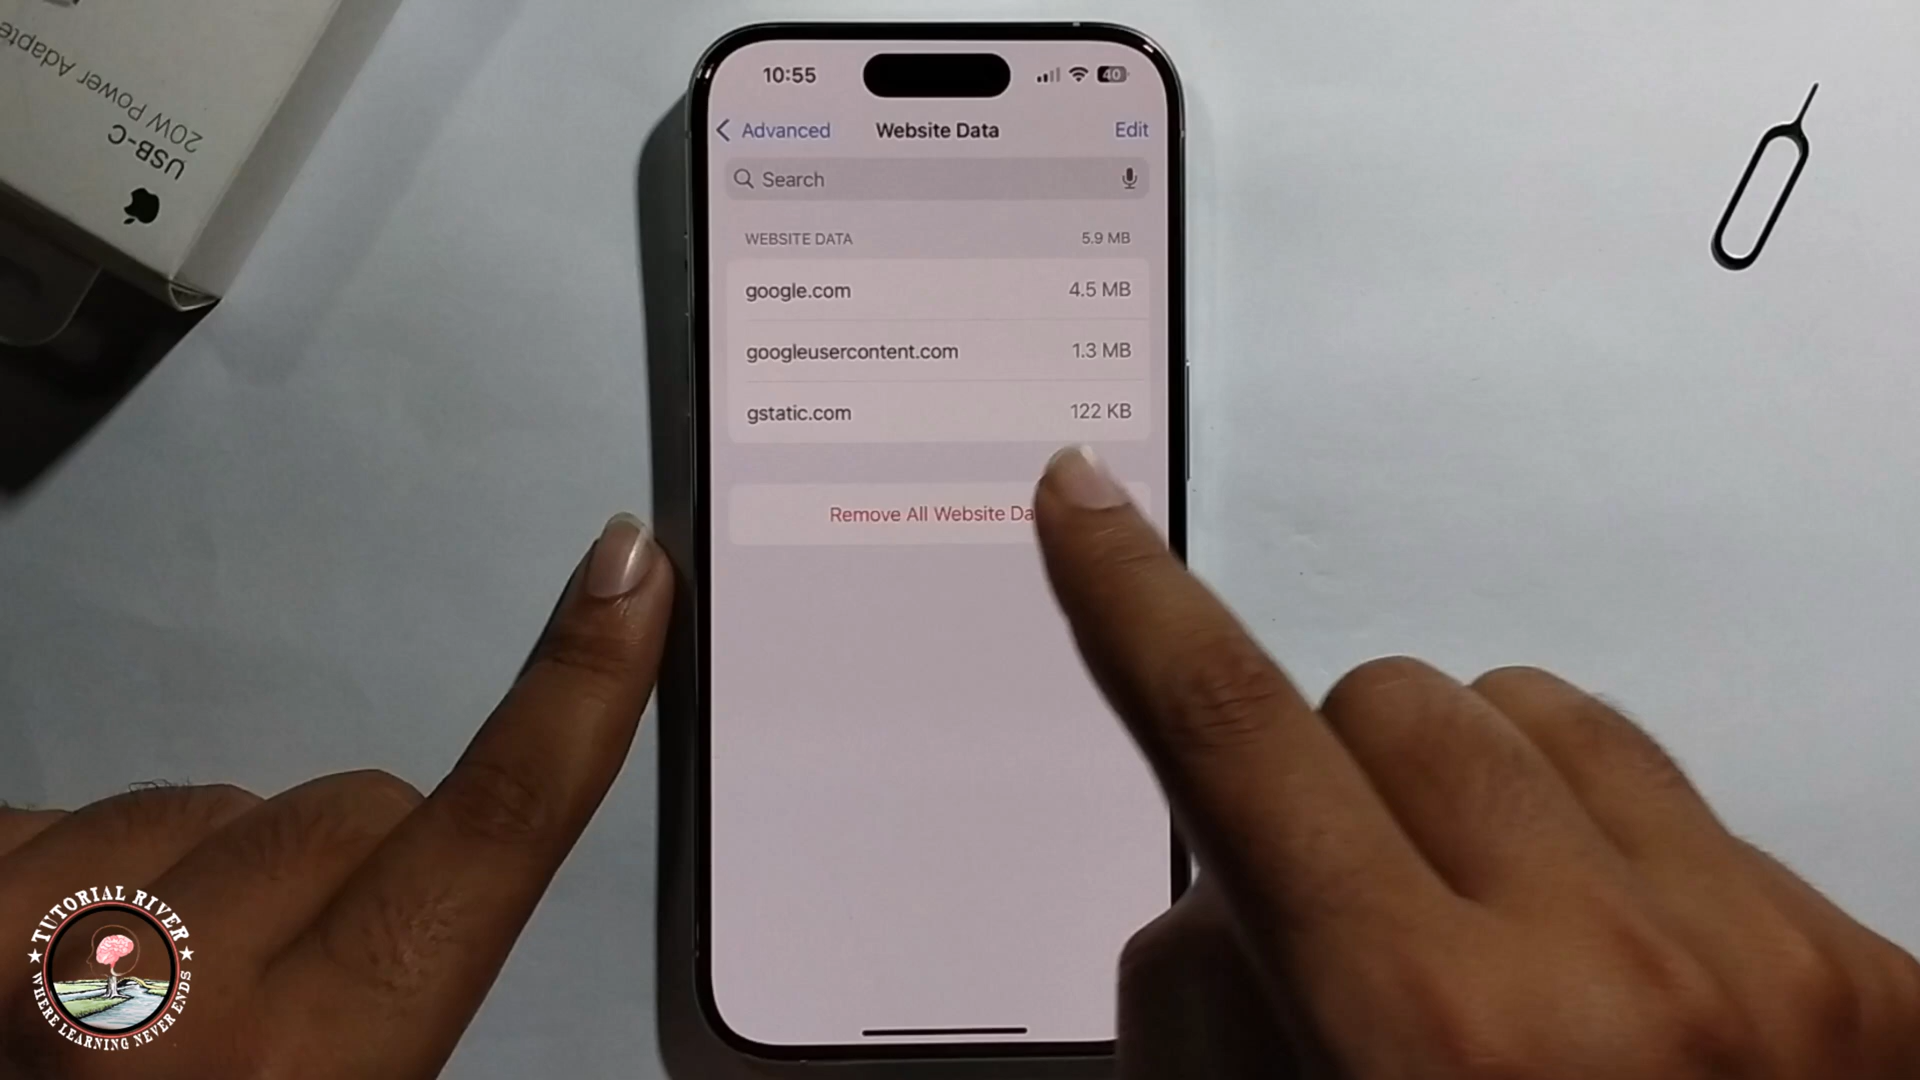 20W Power Adapte
USB-C
10:55
40
Advanced
Website Data
Edit
Search
WEBSITE DATA
5.9 MB
google.com
4.5 MB
googleusercontent.com
1.3 MB
gstatic.com
122 KB
Remove All Website Da
TUTORIAL RIVER
WHERE LEARNING NEVER ENDS